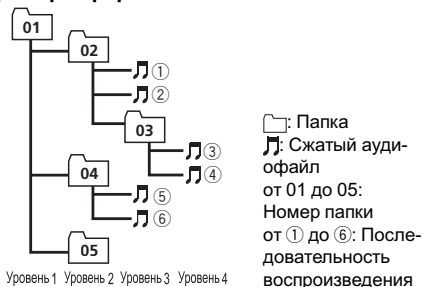 01
02
①
②
03
③
④
04
⑤
⑥
05
Уровень 1 Уровень 2 Уровень 3 Уровень 4
: Папка
: Сжатый ауди-
офайл
от 01 до 05:
Номер папки
от ① до ⑥: После-
довательность
воспроизведения